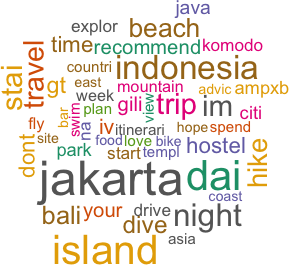 java
explor beach
time recommend komodo
travel countri indonesia
stai gt east mountain advic ampxb
week gili view trip im citi
fly bar swim plan
dont site na iv itinerari hope spend
park food love bike hostel hike
start templ
jakarta dai
coast
bali your drive night
dive asia
island